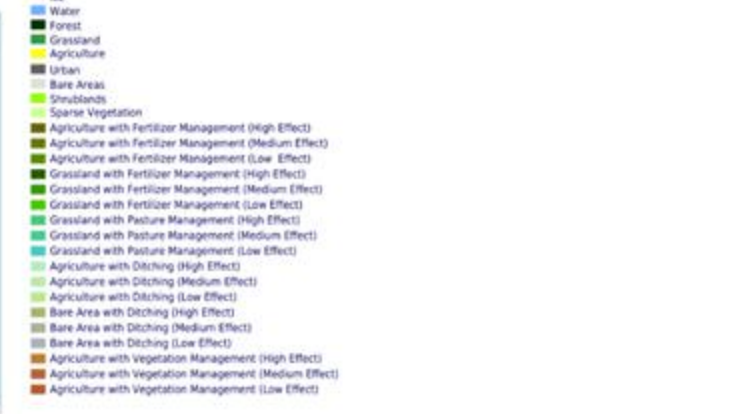 Water
Forest
Grassland
Agriculture
Urban
Bare Areas
Shrublands
Sparse Vegetation
Agriculture with Fertilizer Management (High Effect)
Agriculture with Fertilizer Management (Medium Effect)
Agriculture with Fertilizer Management (Low Effect)
Grassland with Fertilizer Management (High Effect)
Grassland with Fertilizer Management (Medium Effect)
Grassland with Fertilizer Management (Low Effect)
Grassland with Pasture Management (High Effect)
Grassland with Pasture Management (Medium Effect)
Grassland with Pasture Management (Low Effect)
Agriculture with Ditching (High Effect)
Agriculture with Ditching (Medium Effect)
Agriculture with Ditching (Low Effect)
Bare Area with Ditching (High Effect)
Bare Area with Ditching (Medium Effect)
Bare Area with Ditching (Low Effect)
Agriculture with Vegetation Management (High Effect)
Agriculture with Vegetation Management (Medium Effect)
Agriculture with Vegetation Management (Low Effect)